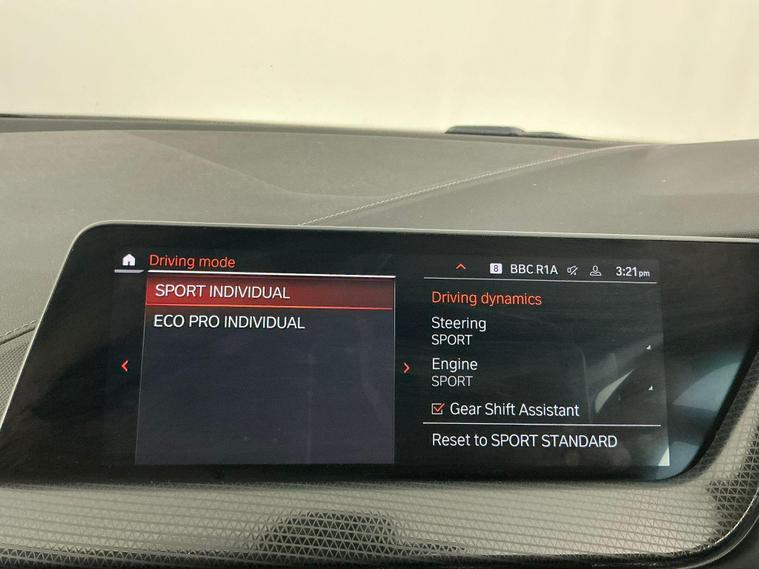 Driving mode
8 BBC R1A 3:21pm
SPORT INDIVIDUAL
ECO PRO INDIVIDUAL
Driving dynamics
Steering
SPORT
Engine
SPORT
Gear Shift Assistant
Reset to SPORT STANDARD